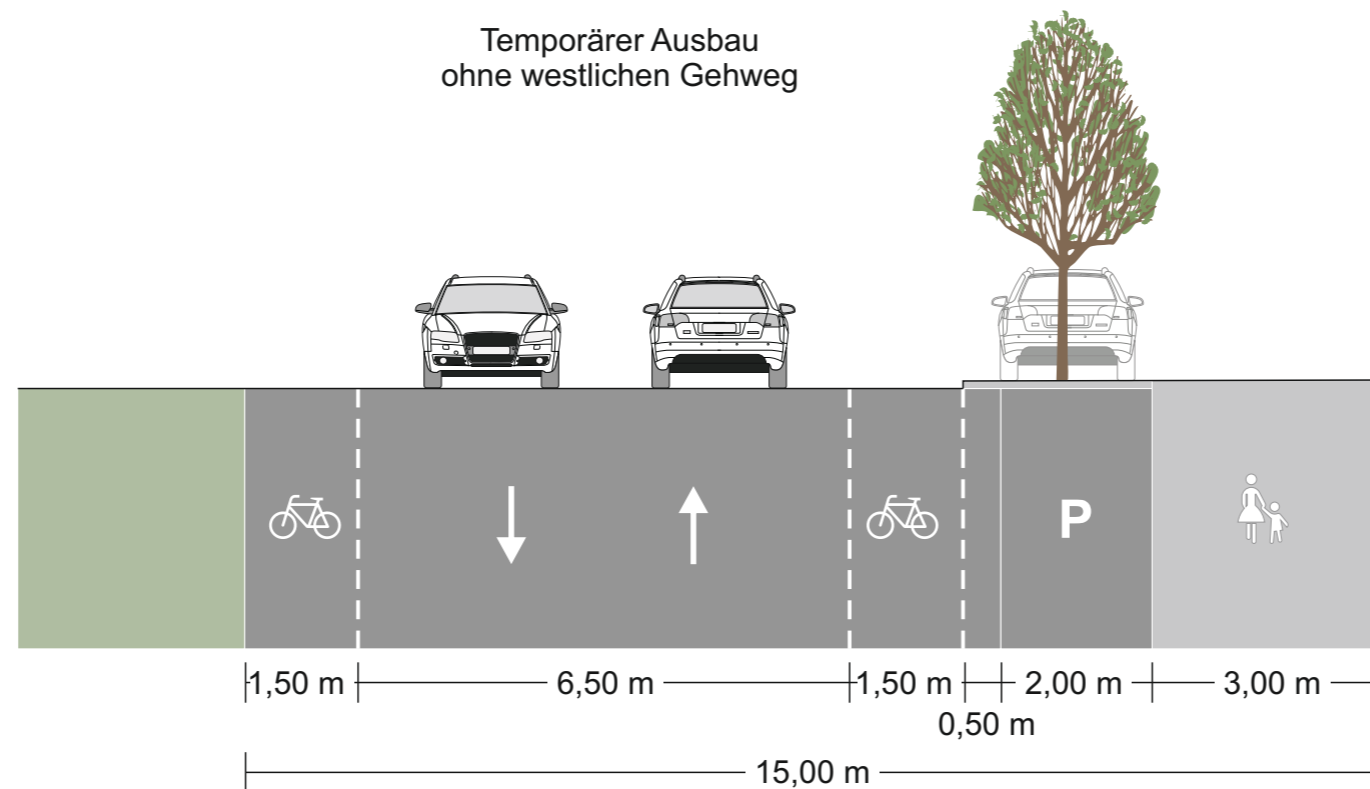 Temporärer Ausbau
ohne westlichen Gehweg
P
1,50 m
6,50 m
1,50 m
2,00 m
3,00 m
0,50 m
15,00 m